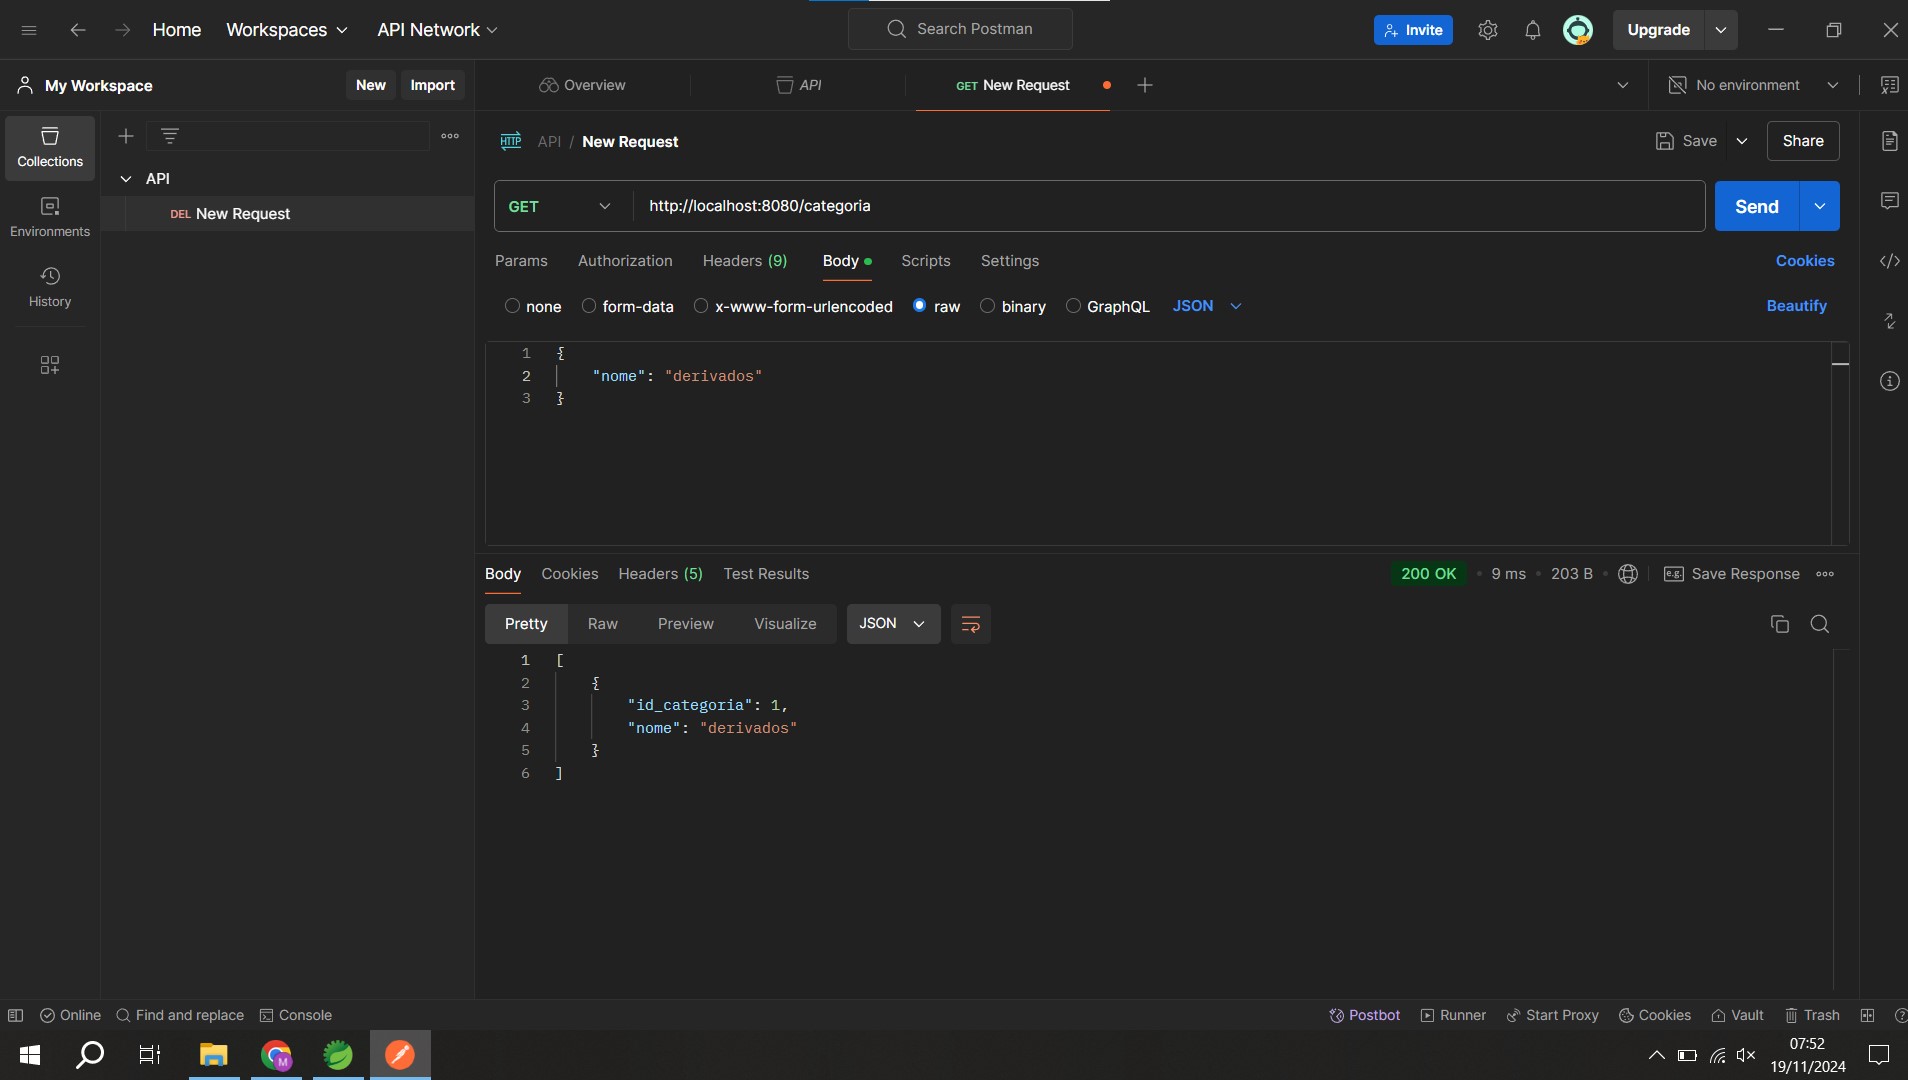 Home Workspaces API Network Search Postman Invite Upgrade
My Workspace New Import Overview API GET New Request No environment
Collections
Environments
History
API
DEL New Request
HTTP API / New Request Save Share
GET http://localhost:8080/categoria Send
Params Authorization Headers (9) Body Scripts Settings Cookies
none form-data x-www-form-urlencoded raw binary GraphQL JSON Beautify
1 {
2 "nome": "derivados"
3 }
Body Cookies Headers (5) Test Results 200 OK • 9 ms • 203 B • e.g. Save Response
Pretty Raw Preview Visualize JSON
1 [
2 {
3 "id_categoria": 1,
4 "nome": "derivados"
5 }
6 ]
Online Find and replace Console Postbot Runner Start Proxy Cookies Vault Trash
M
07:52
19/11/2024